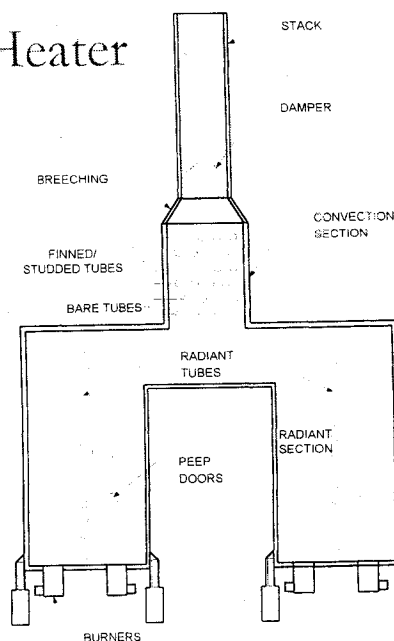 Heater
STACK
DAMPER
BREECHING
CONVECTION
SECTION
FINNED/
STUDDED TUBES
BARE TUBES
RADIANT
TUBES
RADIANT
SECTION
PEEP
DOORS
BURNERS